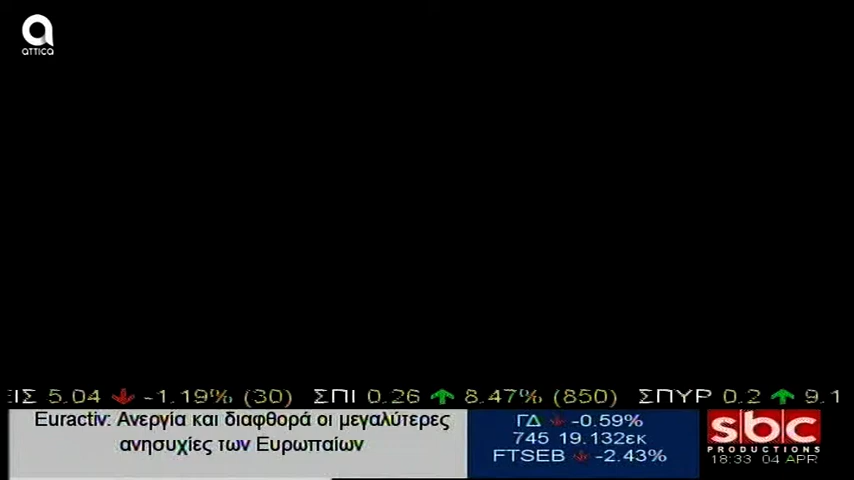 αττιca
ΕΙΣ 5.04 -1.19% (30) ΣΠΙ 0.26 8.47% (850) ΣΠΥΡ 0.2 9.1
Euractiv: Ανεργία και διαφθορά οι μεγαλύτερες
ανησυχίες των Ευρωπαίων
ΓΔ -0.59%
745 19.132εκ
FTSEB -2.43%
sbc
PRODUCTIONS
18:33 04 APR